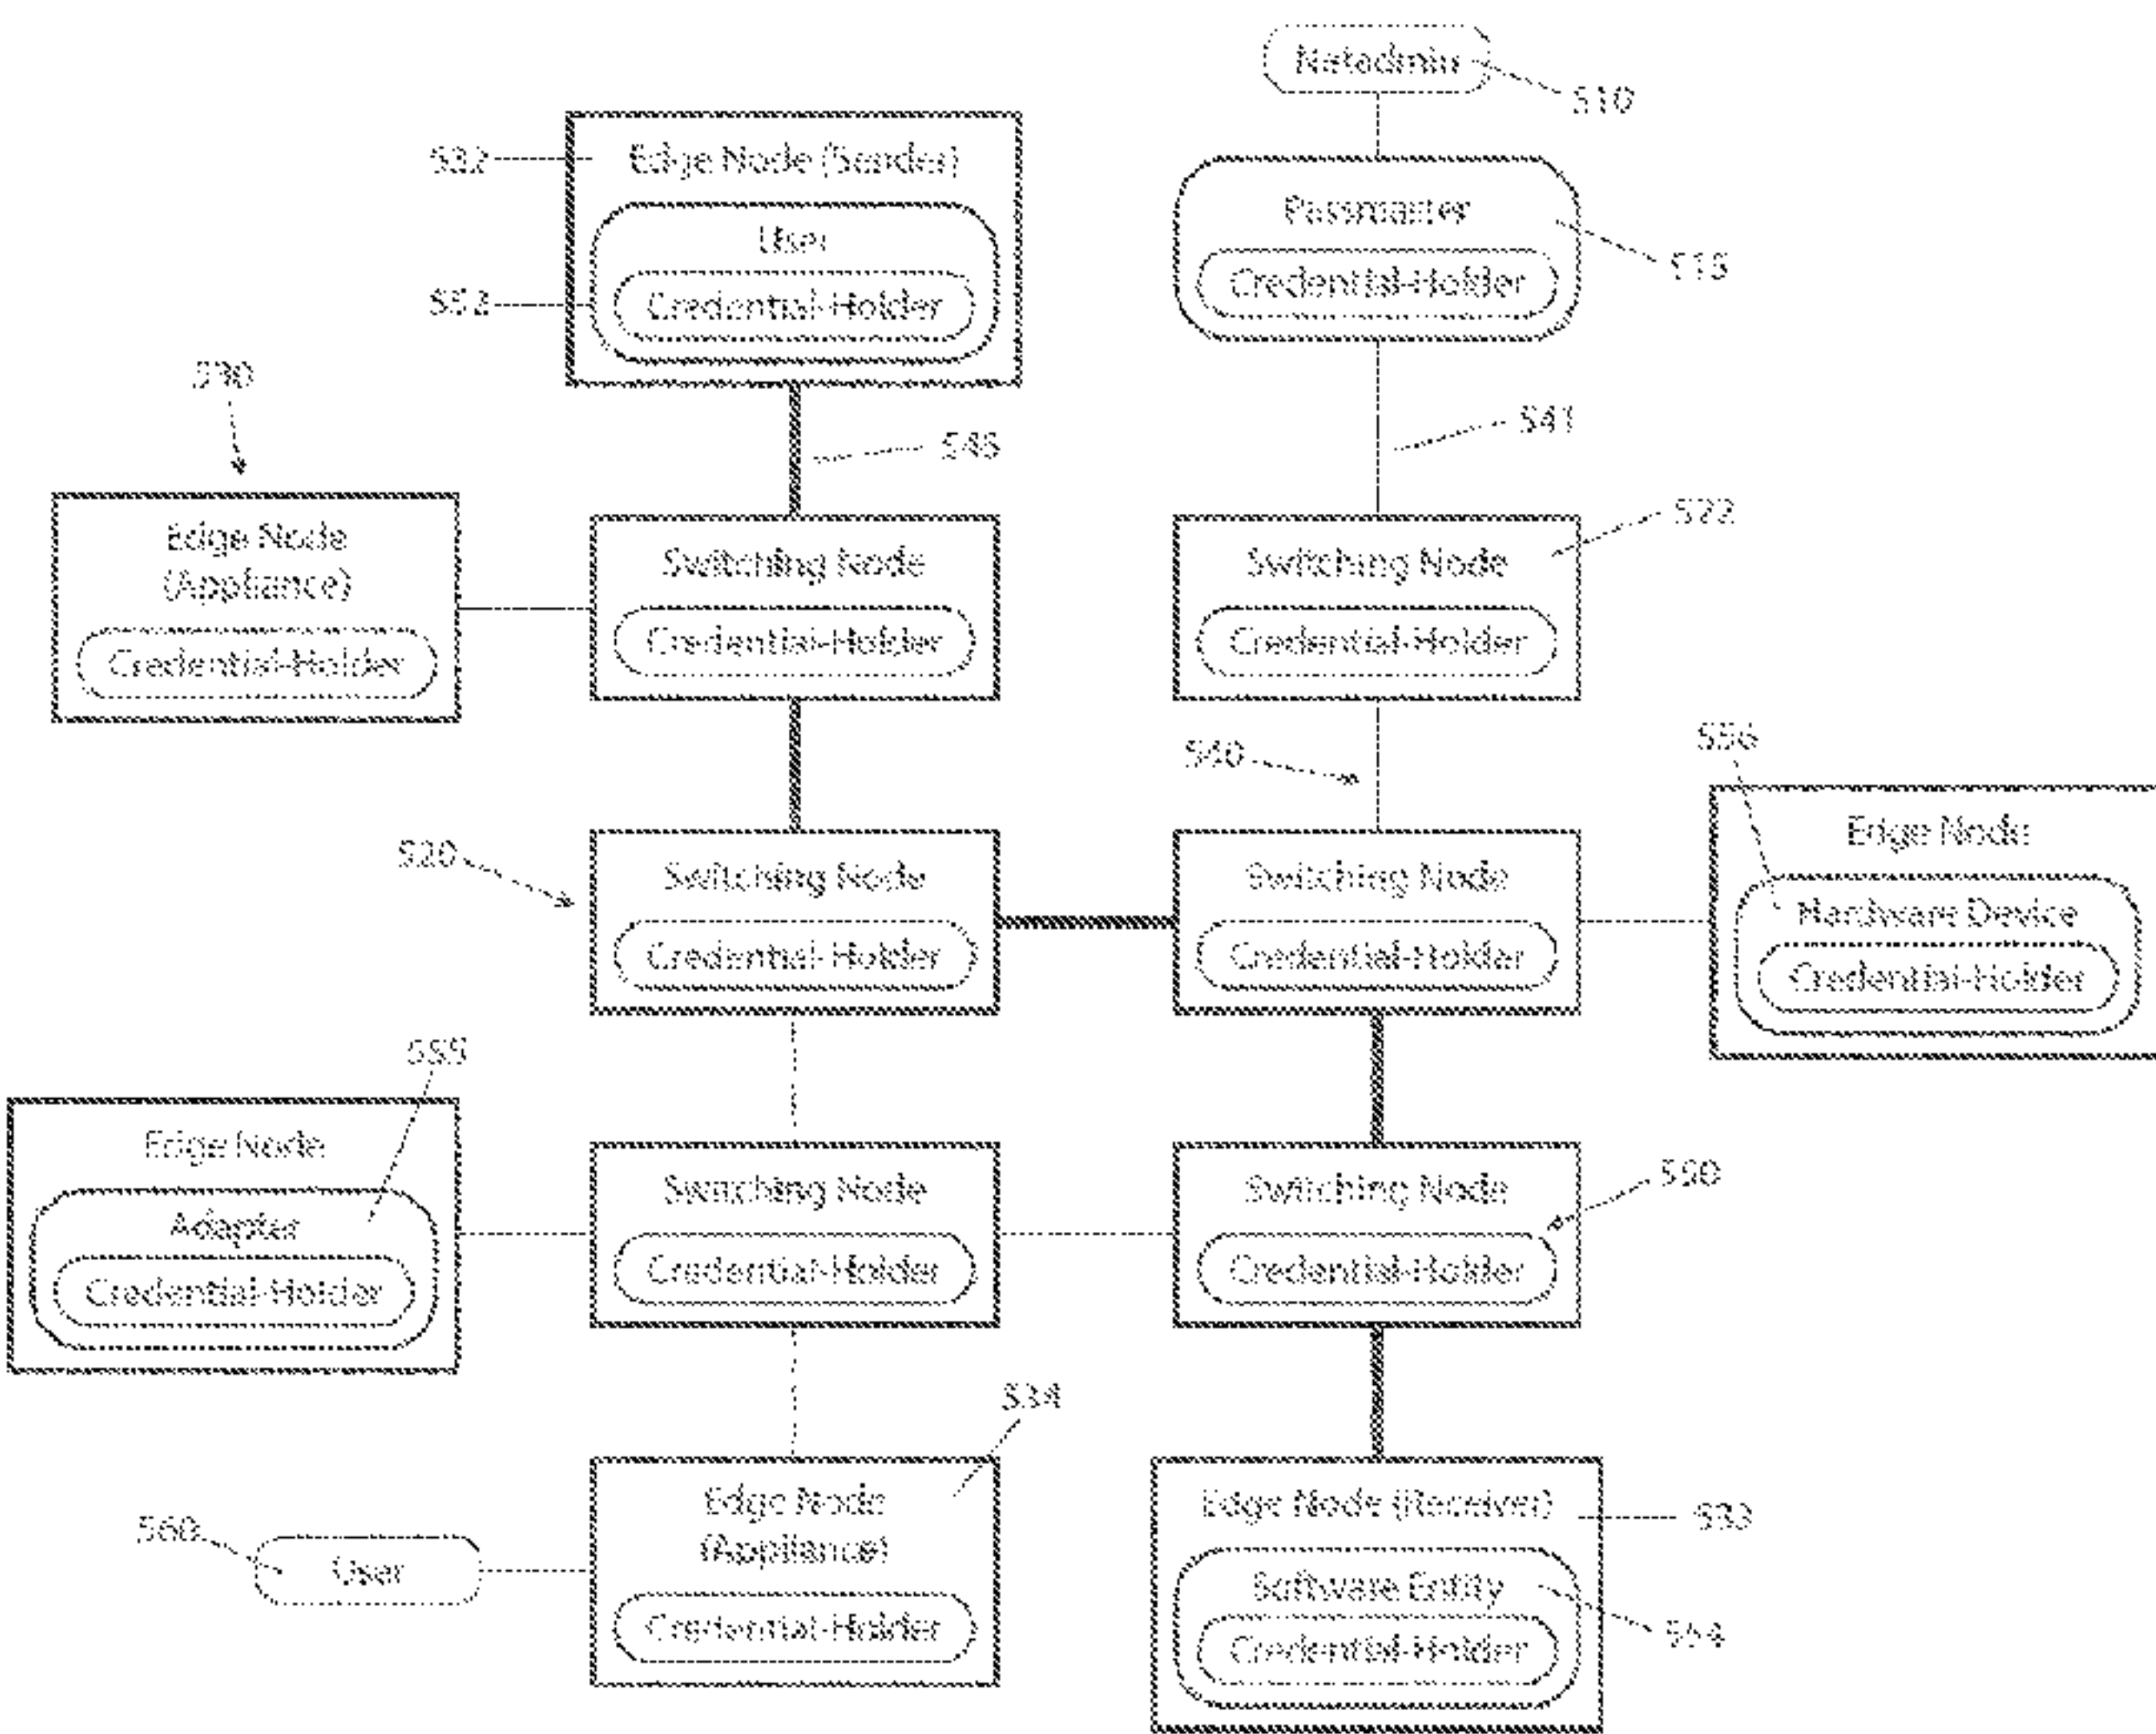 Netadmin
510
532
Edge Node (Sender)
User
Credential-Holder
552
Passmaster
Credential-Holder
515
530
545
541
522
Edge Node
(Appliance)
Credential-Holder
Switching Node
Credential-Holder
Switching Node
Credential-Holder
540
556
520
Switching Node
Credential-Holder
Switching Node
Credential-Holder
Edge Node
Hardware Device
Credential-Holder
555
Edge Node
Adapter
Credential-Holder
Switching Node
Credential-Holder
Switching Node
Credential-Holder
550
534
560
User
Edge Node
(Appliance)
Credential-Holder
Edge Node (Receiver)
533
Software Entity
Credential-Holder
554